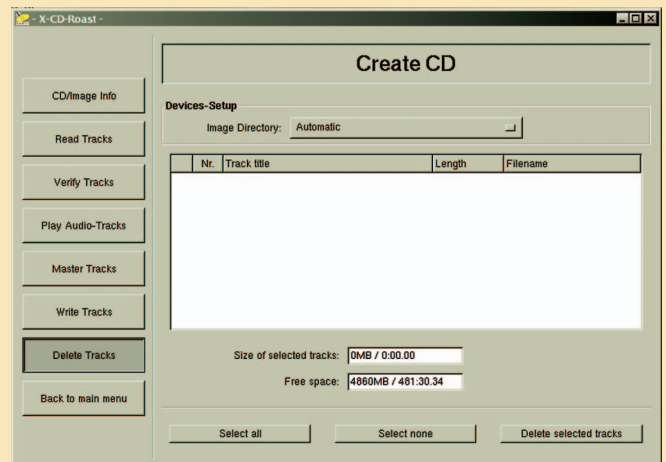 - X-CD-Roast -
Create CD
CD/Image Info
Read Tracks
Verify Tracks
Play Audio-Tracks
Master Tracks
Write Tracks
Delete Tracks
Back to main menu
Devices-Setup
Image Directory: Automatic
Nr. Track title Length Filename
Size of selected tracks: 0MB / 0:00.00
Free space: 4860MB / 481:30.34
Select all Select none Delete selected tracks